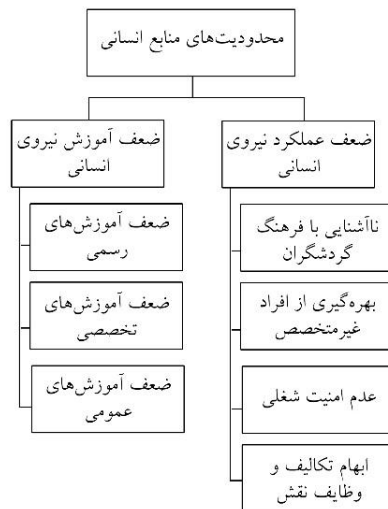 محدودیت‌های منابع انسانی
ضعف عملکرد نیروی
انسانی
ناآشنایی با فرهنگ
گردشگران
بهره‌گیری از افراد
غیرمتخصص
عدم امنیت شغلی
ابهام تکالیف و
وظایف نقش
ضعف آموزش نیروی
انسانی
ضعف آموزش‌های
رسمی
ضعف آموزش‌های
تخصصی
ضعف آموزش‌های
عمومی